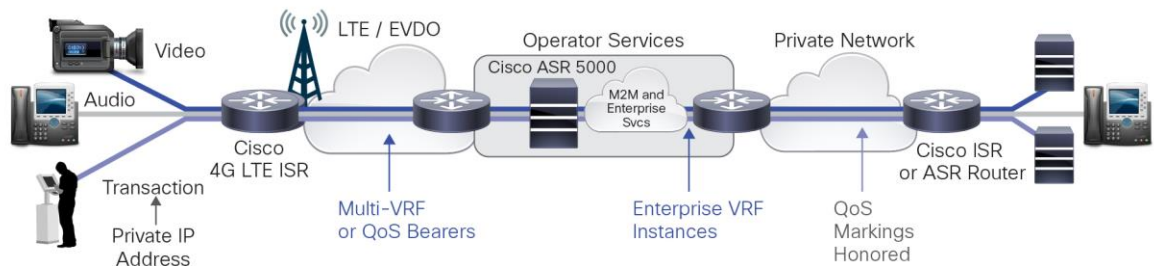 Video
Audio
Transaction
Private IP
Address
LTE / EVDO
Cisco
4G LTE ISR
Multi-VRF
or QoS Bearers
Operator Services
Cisco ASR 5000
M2M and
Enterprise
Svcs
Enterprise VRF
Instances
Private Network
QoS
Markings
Honored
Cisco ISR
or ASR Router